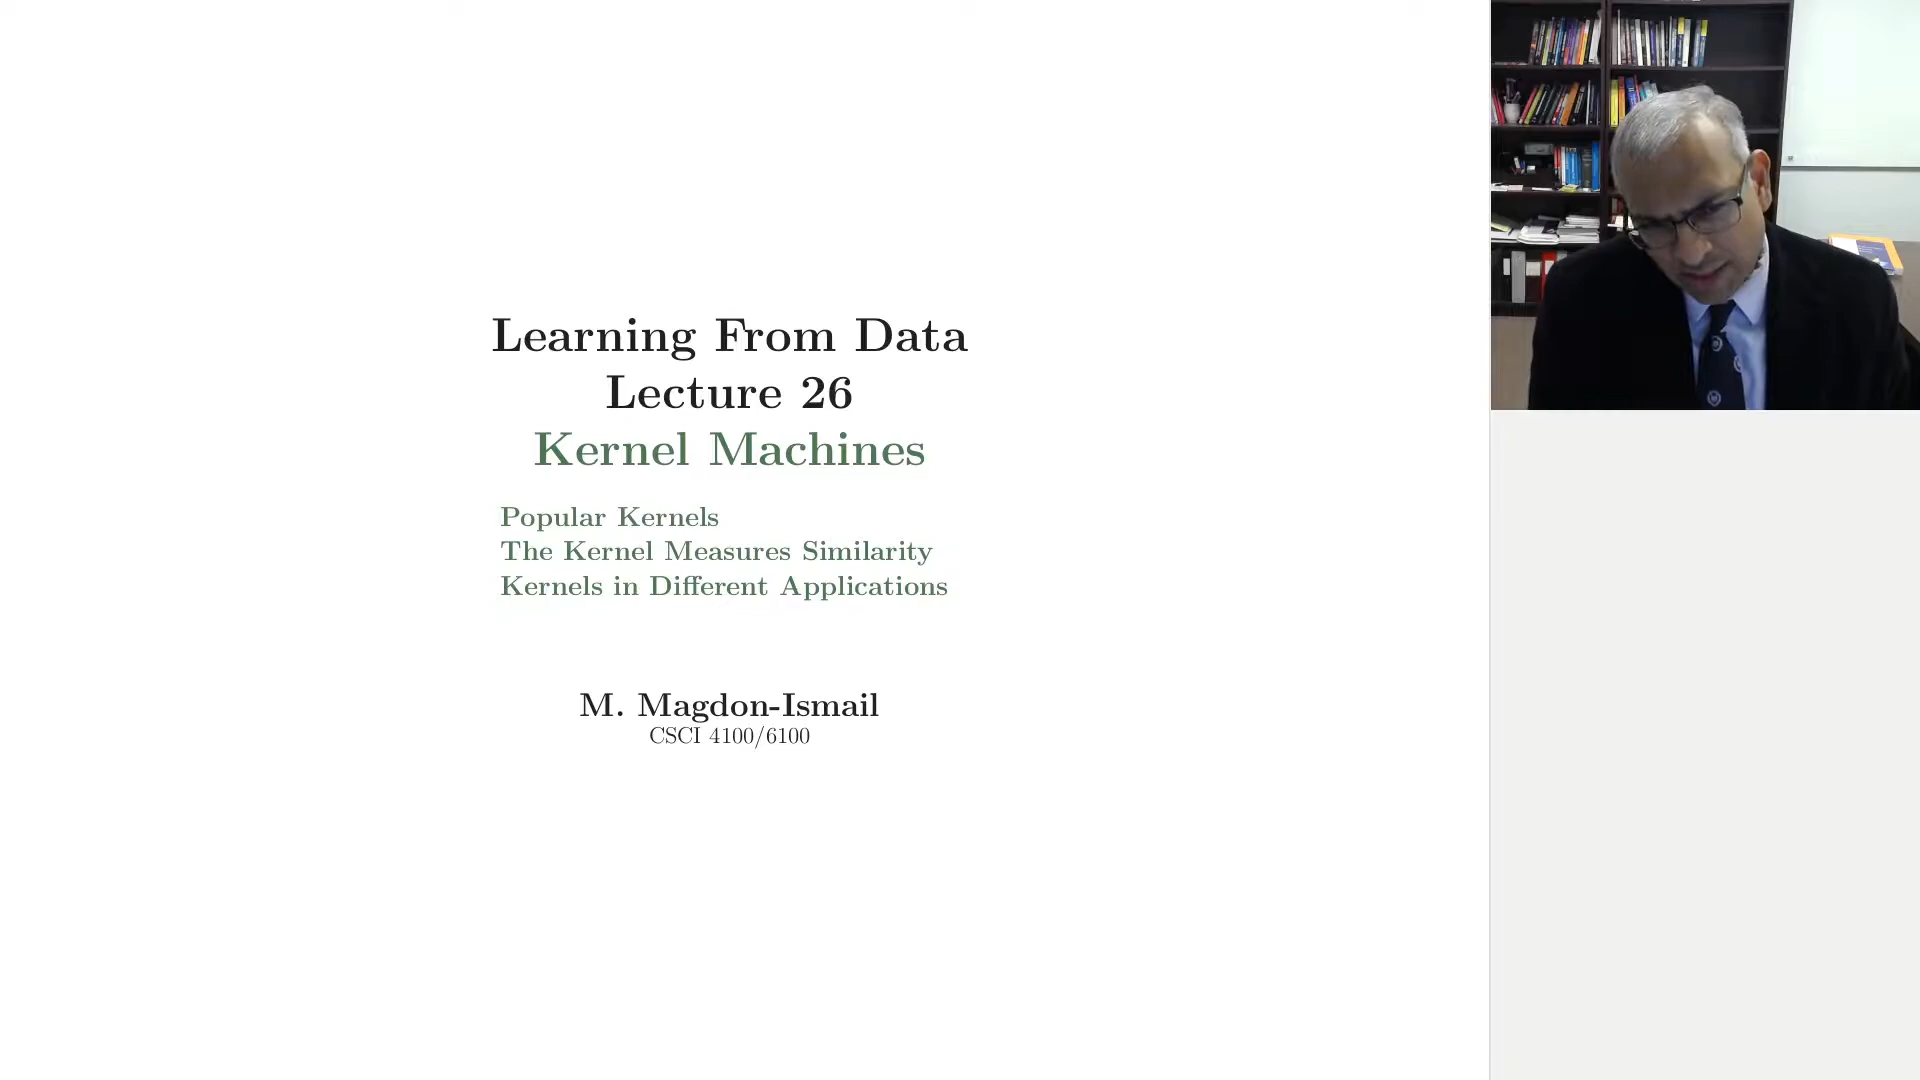 Learning From Data
Lecture 26
Kernel Machines
Popular Kernels
The Kernel Measures Similarity
Kernels in Different Applications
M. Magdon-Ismail
CSCI 4100/6100